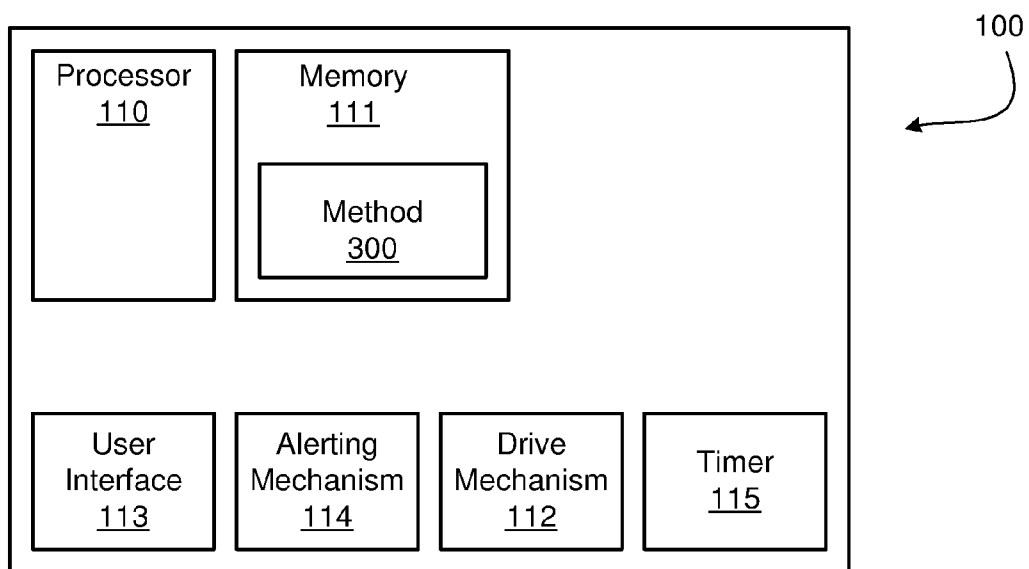 100
Processor
110
Memory
111
Method
300
User
Interface
113
Alerting
Mechanism
114
Drive
Mechanism
112
Timer
115